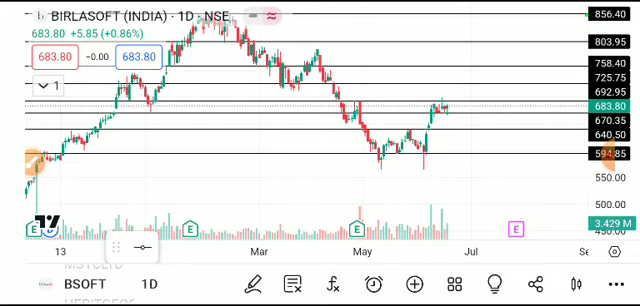 BIRLASOFT (INDIA) · 1D · NSE
683.80 +5.85 (+0.86%)
683.80 −0.00 683.80
1
856.40
803.95
758.40
725.75
692.95
683.80
670.35
640.50
594.85
550.00
500.00
3.429 M
450.00
E D E E E
13 Mar May Jul Se
BSOFT 1D